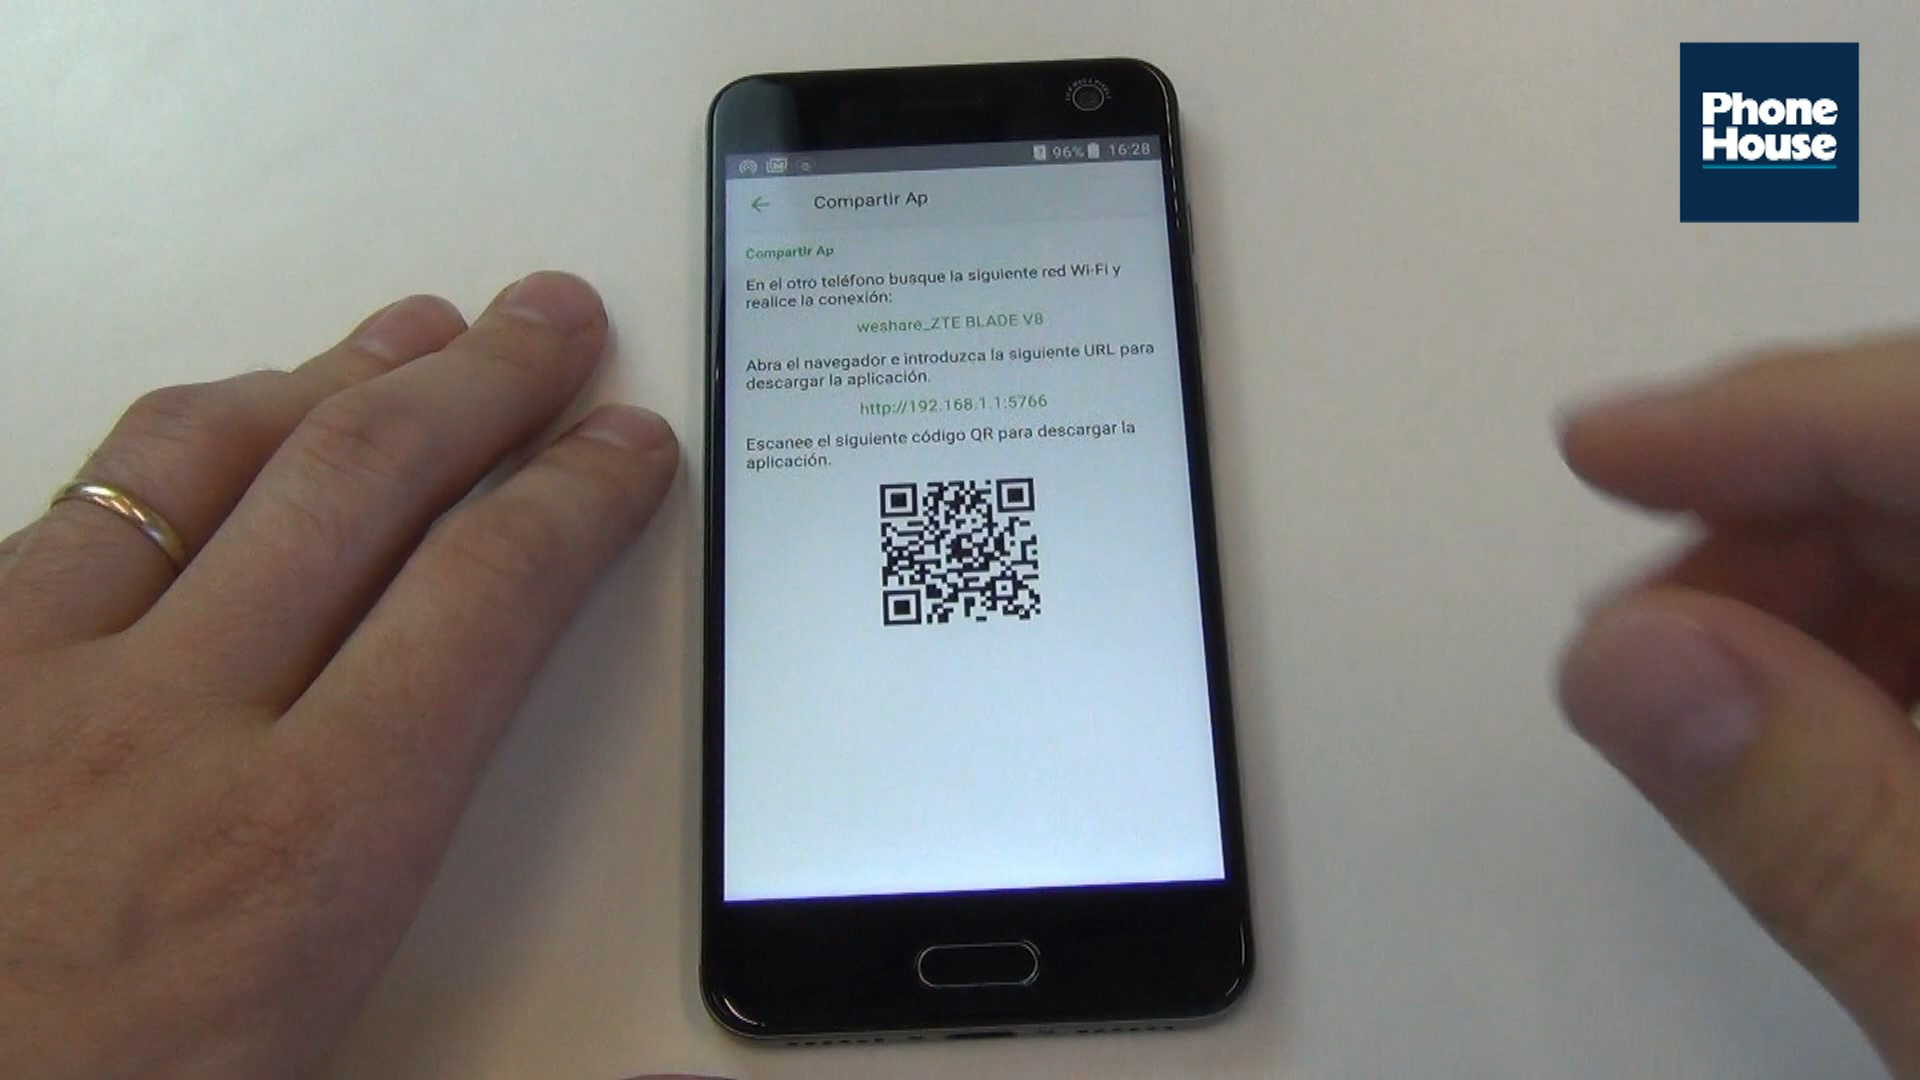 Phone
House
96% 16:28
Compartir Ap
Compartir Ap
En el otro teléfono busque la siguiente red Wi-Fi y
realice la conexión:
weshare_ZTE BLADE V8
Abra el navegador e introduzca la siguiente URL para
descargar la aplicación.
http://192.168.1.1:5766
Escanee el siguiente código QR para descargar la
aplicación.